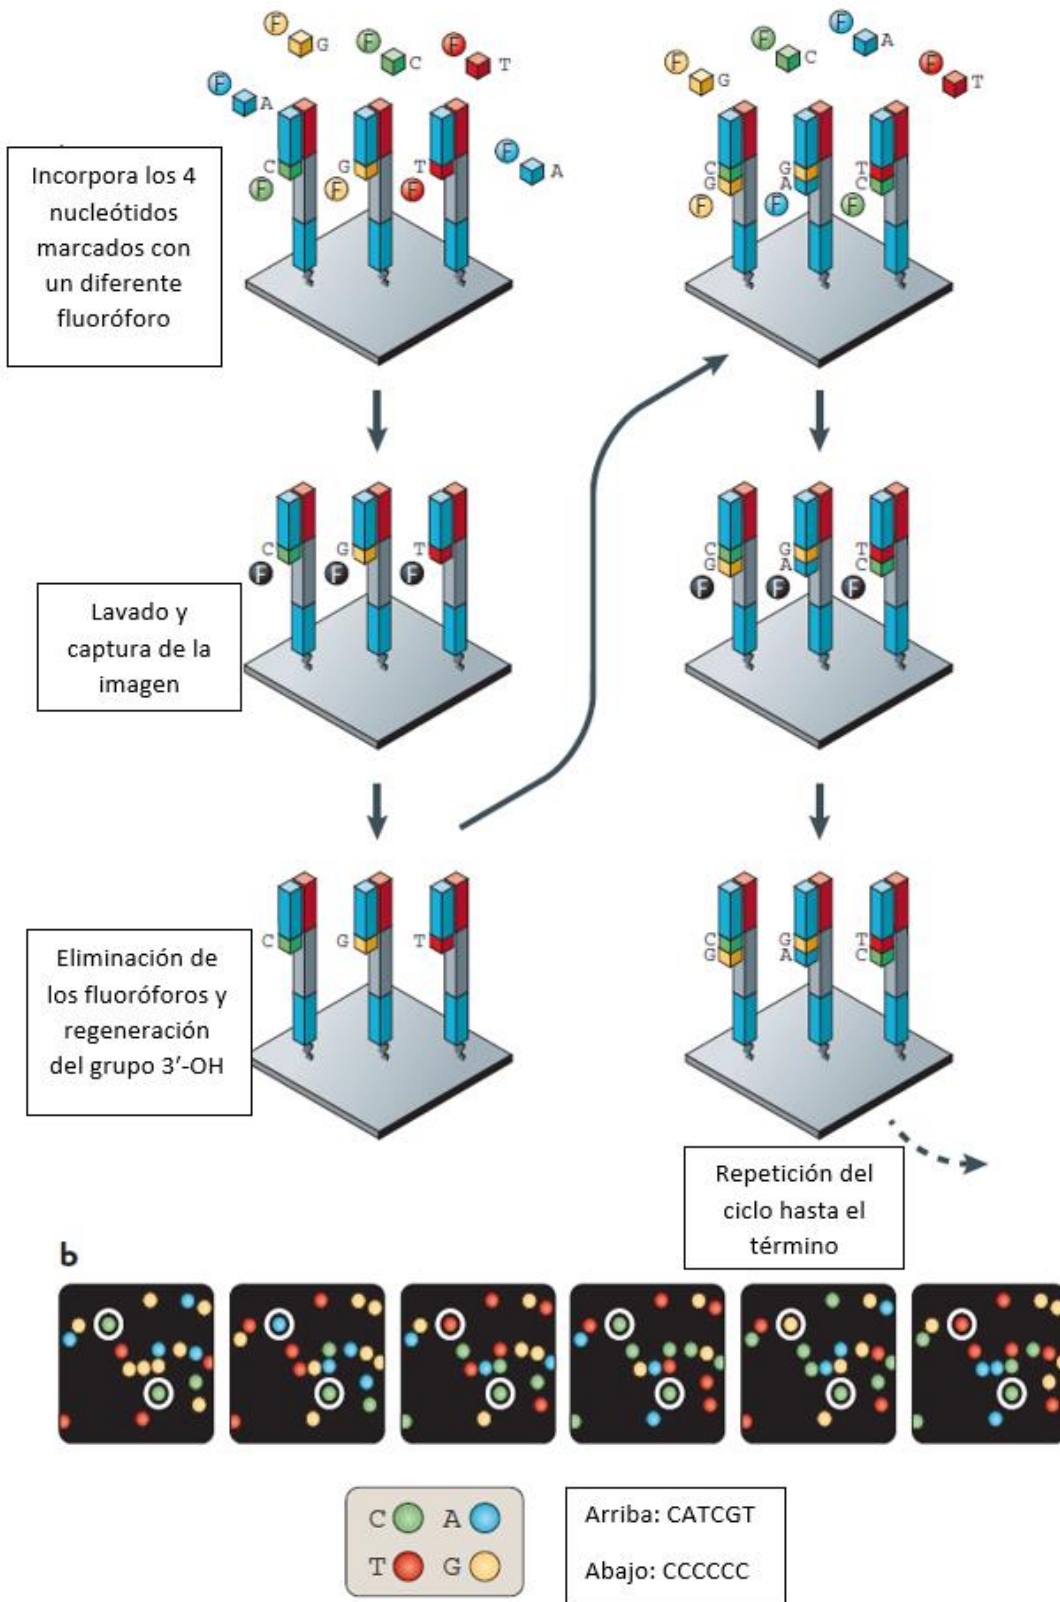 F G F C F T
F A
F A
C G T
F F F
Incorpora los 4
nucleótidos
marcados con
un diferente
fluoróforo
F G F C F A F T
C G T
G A C
F F F
Lavado y
captura de la
imagen
C G T
F F F
C G T
G A C
F F F
Eliminación de
los fluoróforos y
regeneración
del grupo 3′-OH
C G T
C G T
G A C
Repetición del
ciclo hasta el
término
b
C A
T G
Arriba: CATCGT
Abajo: CCCCCC